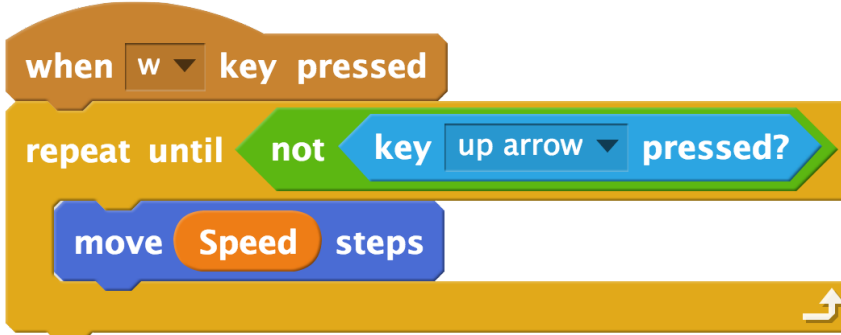 when w key pressed
repeat until not key up arrow pressed?
move Speed steps